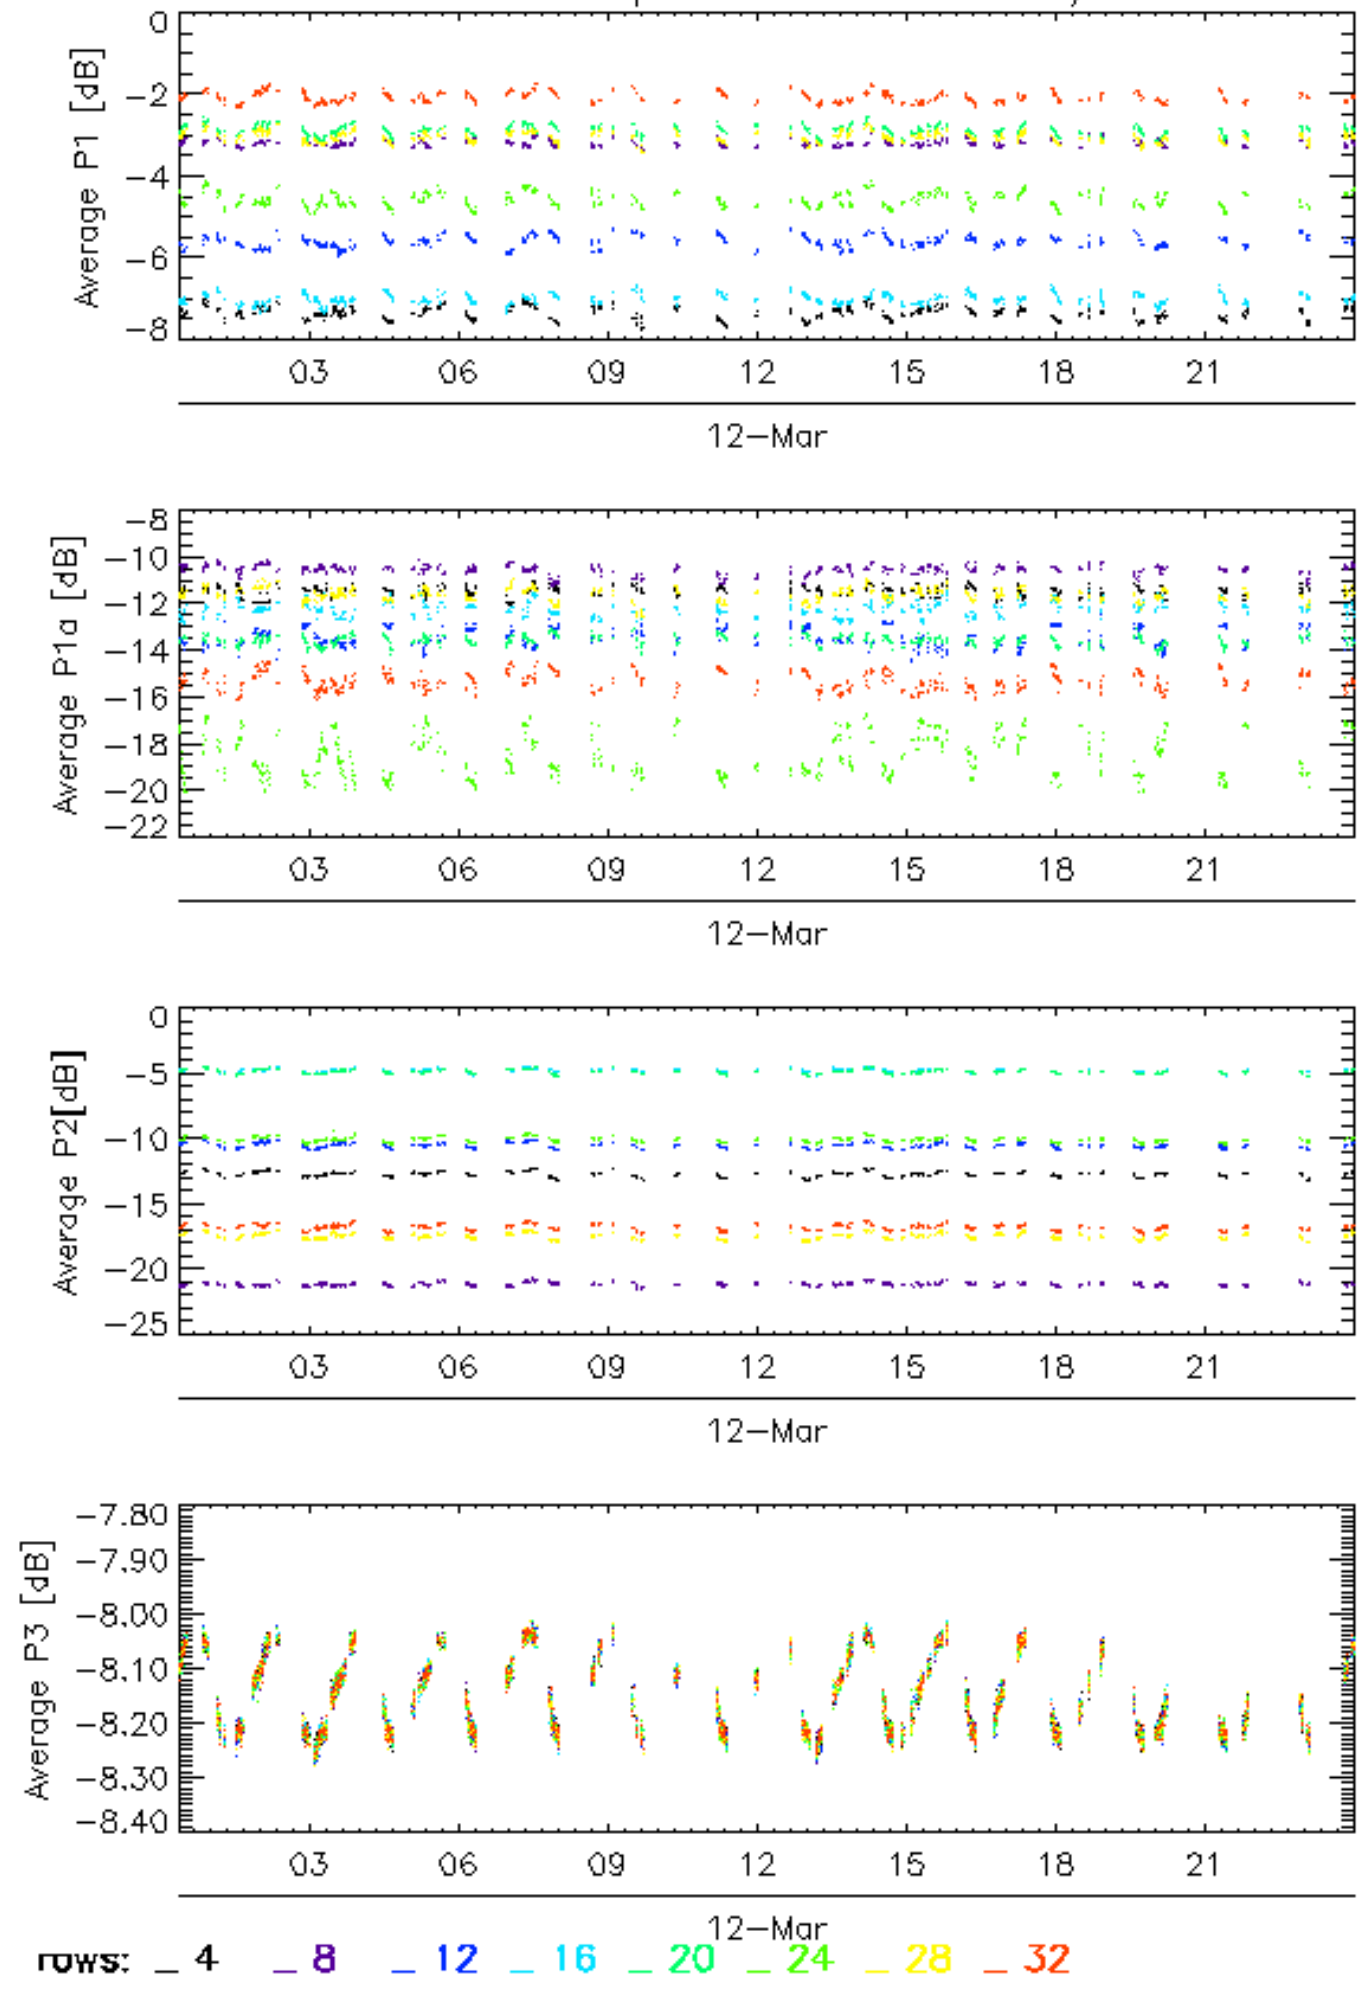 0
-2
-4
-6
-8
Average P1 [dB]
03 06 09 12 15 18 21
12-Mar
-8
-10
-12
-14
-16
-18
-20
-22
Average P1a [dB]
03 06 09 12 15 18 21
12-Mar
0
-5
-10
-15
-20
-25
Average P2[dB]
03 06 09 12 15 18 21
12-Mar
-7.80
-7.90
-8.00
-8.10
-8.20
-8.30
-8.40
Average P3 [dB]
03 06 09 12 15 18 21
12-Mar
rows: _ 4 _ 8 _ 12 _ 16 _ 20 _ 24 _ 28 _ 32